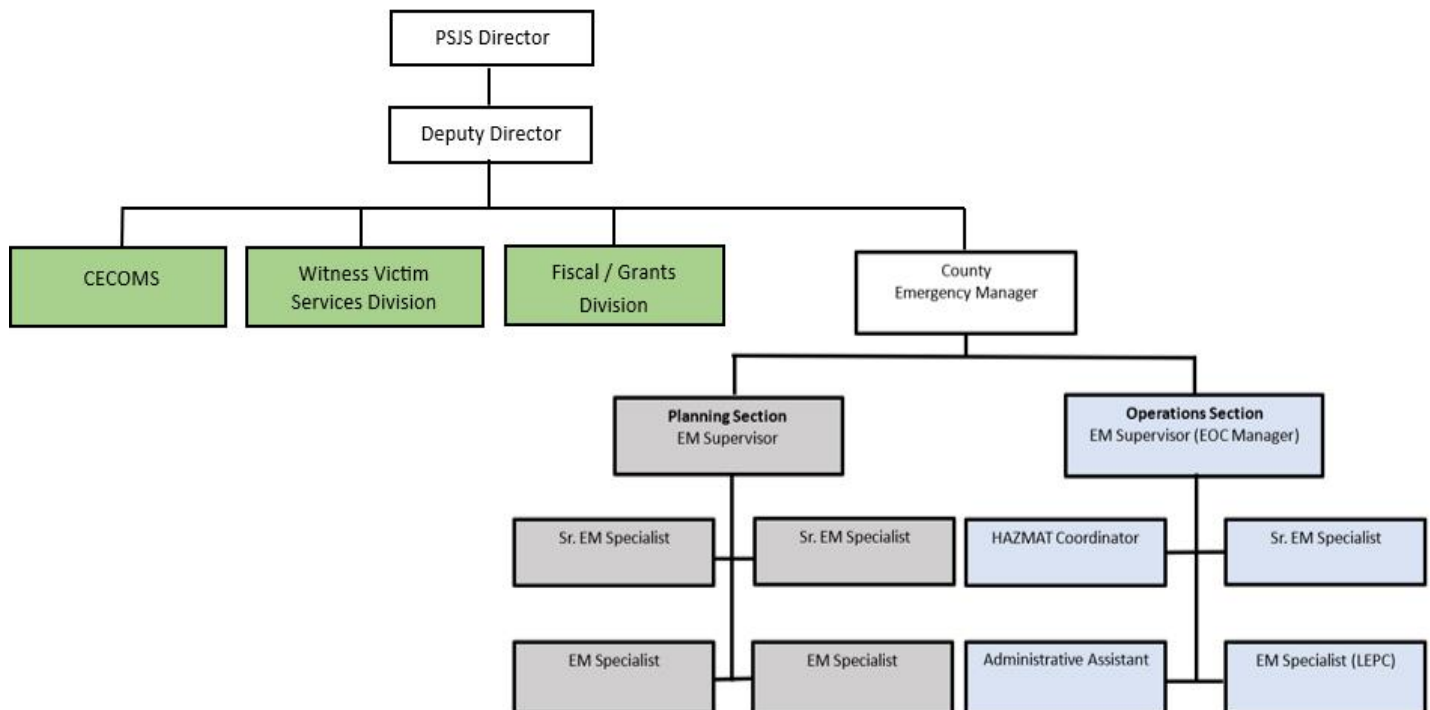 PSJS Director
Deputy Director
CECOMS
Witness Victim
Services Division
Fiscal / Grants
Division
County
Emergency Manager
Planning Section
EM Supervisor
Operations Section
EM Supervisor (EOC Manager)
Sr. EM Specialist
Sr. EM Specialist
HAZMAT Coordinator
Sr. EM Specialist
EM Specialist
EM Specialist
Administrative Assistant
EM Specialist (LEPC)